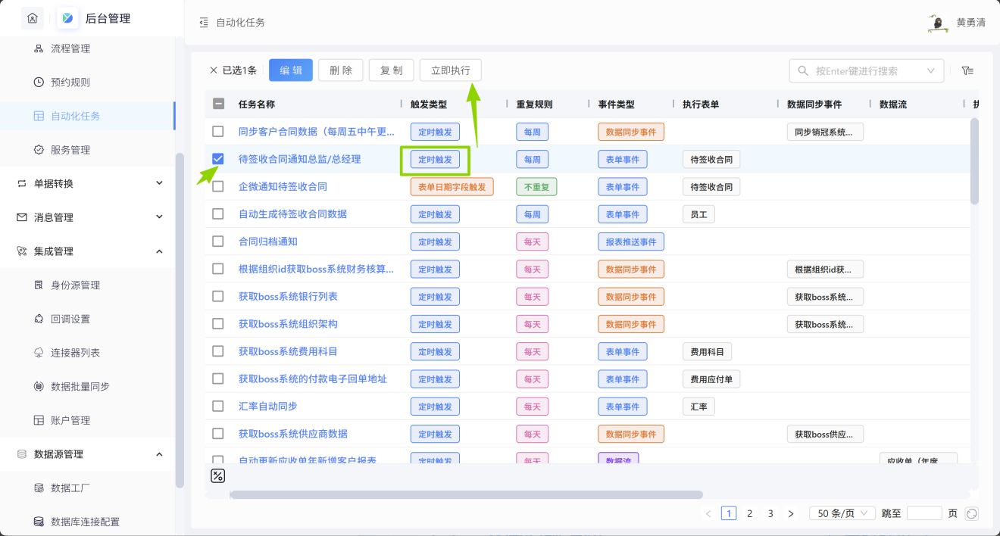 后台管理
流程管理
预约规则
自动化任务
服务管理
单据转换
消息管理
集成管理
身份源管理
回调设置
连接器列表
数据批量同步
账户管理
数据源管理
数据工厂
数据库连接配置
自动化任务
黄勇清
已选1条 编 辑 删 除 复 制 立即执行 按Enter键进行搜索
任务名称 触发类型 重复规则 事件类型 执行表单 数据同步事件 数据流
同步客户合同数据（每周五中午更... 定时触发 每周 数据同步事件 同步销冠系统...
待签收合同通知总监/总经理 定时触发 每周 表单事件 待签收合同
企微通知待签收合同 表单日期字段触发 不重复 表单事件 待签收合同
自动生成待签收合同数据 定时触发 每周 表单事件 员工
合同归档通知 定时触发 每天 报表推送事件
根据组织id获取boss系统财务核算... 定时触发 每天 数据同步事件 根据组织id获...
获取boss系统银行列表 定时触发 每天 数据同步事件 获取boss系统...
获取boss系统组织架构 定时触发 每天 数据同步事件 获取boss系统...
获取boss系统费用科目 定时触发 每天 表单事件 费用科目
获取boss系统的付款电子回单地址 定时触发 每天 表单事件 费用应付单
汇率自动同步 定时触发 每天 表单事件 汇率
获取boss系统供应商数据 定时触发 每天 数据同步事件 获取boss供应...
自动更新应收单年新增客户报表 定时触发 每天 数据流 应收单（年度
1 2 3 50 条/页 跳至 页